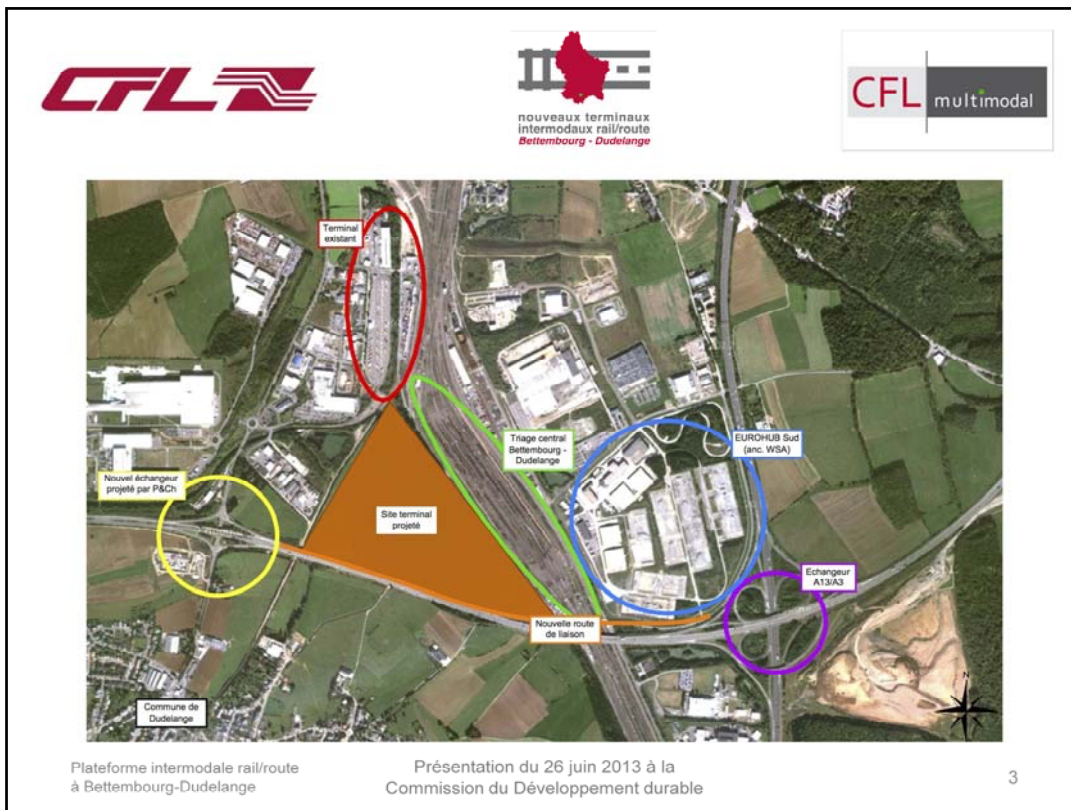 CFL
nouveaux terminaux
intermodaux rail/route
Bettembourg - Dudelange
CFL multimodal
Terminal
existant
Triage central
Bettembourg -
Dudelange
EUROHUB Sud
(anc. WSA)
Nouvel échangeur
projeté par P&Ch
Site terminal
projeté
Echangeur
A13/A3
Nouvelle route
de liaison
Commune de
Dudelange
N
Plateforme intermodale rail/route
à Bettembourg-Dudelange
Présentation du 26 juin 2013 à la
Commission du Développement durable
3